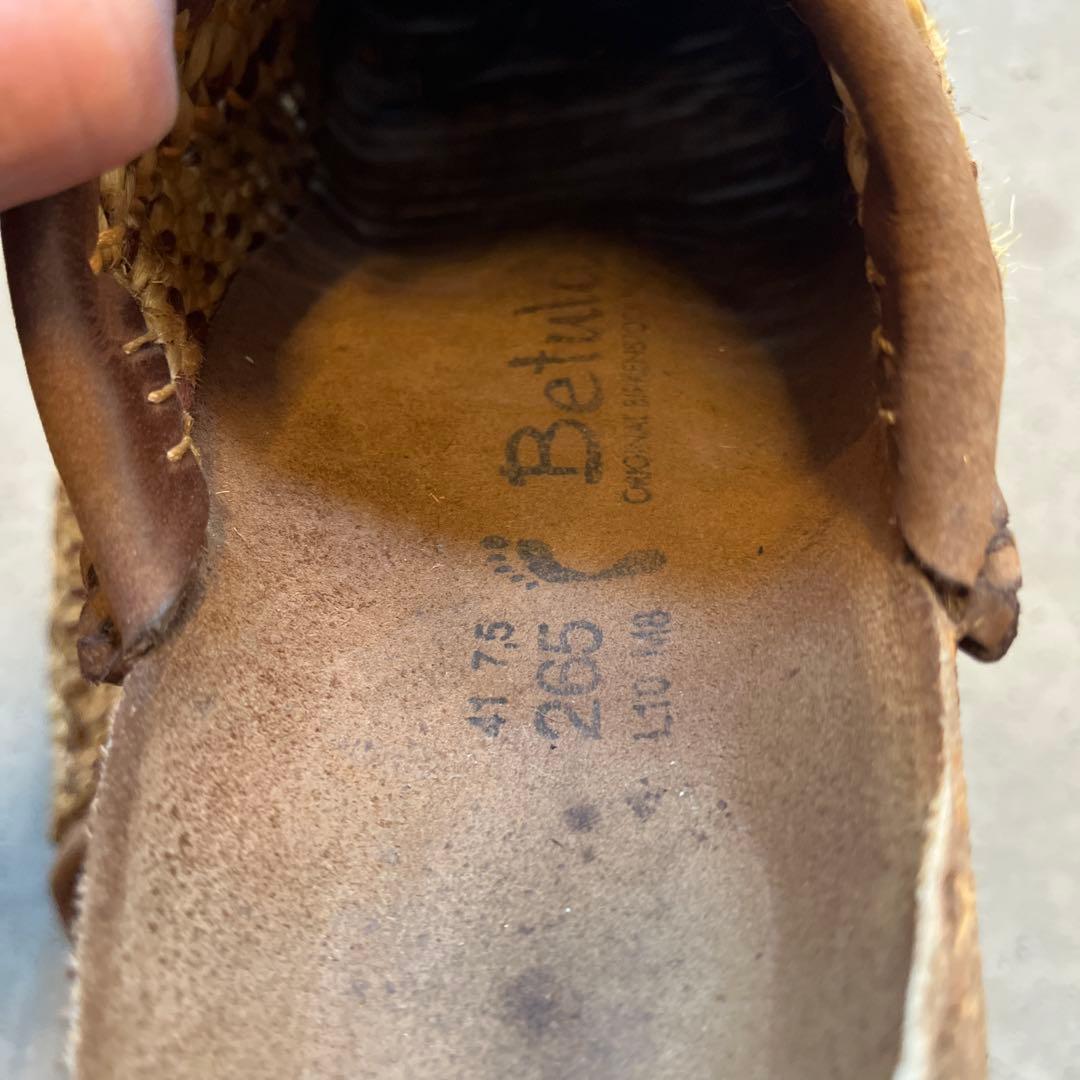 Betula
ORIGINAL BIRKENSTOCK
41 7,5
265
L10 M8